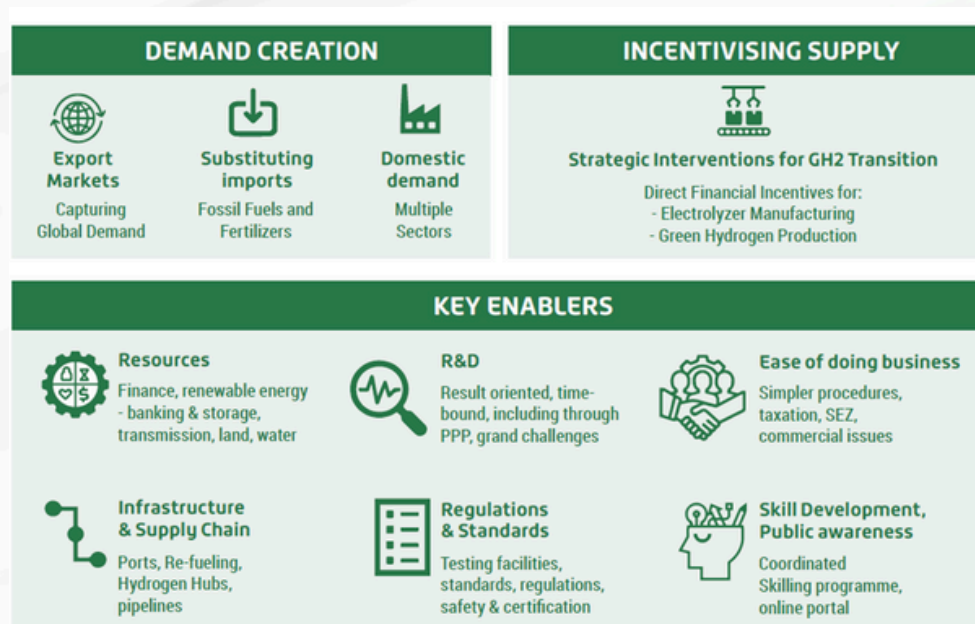 DEMAND CREATION
Export
Markets
Capturing
Global Demand
Substituting
imports
Fossil Fuels and
Fertilizers
Domestic
demand
Multiple
Sectors
INCENTIVISING SUPPLY
Strategic Interventions for GH2 Transition
Direct Financial Incentives for:
- Electrolyzer Manufacturing
- Green Hydrogen Production
KEY ENABLERS
Resources
Finance, renewable energy
- banking & storage,
transmission, land, water
R&D
Result oriented, time-
bound, including through
PPP, grand challenges
Ease of doing business
Simpler procedures,
taxation, SEZ,
commercial issues
Infrastructure
& Supply Chain
Ports, Re-fueling,
Hydrogen Hubs,
pipelines
Regulations
& Standards
Testing facilities,
standards, regulations,
safety & certification
Skill Development,
Public awareness
Coordinated
Skilling programme,
online portal